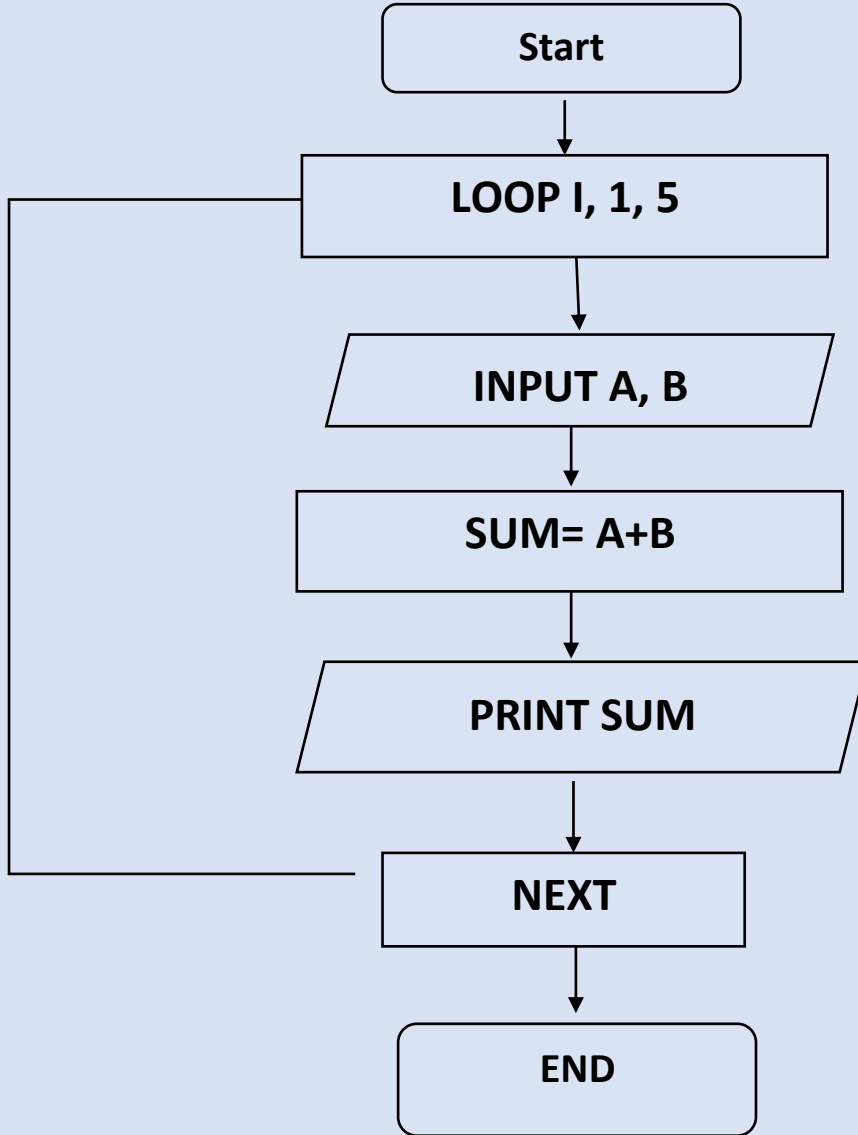 Start
LOOP I, 1, 5
INPUT A, B
SUM= A+B
PRINT SUM
NEXT
END